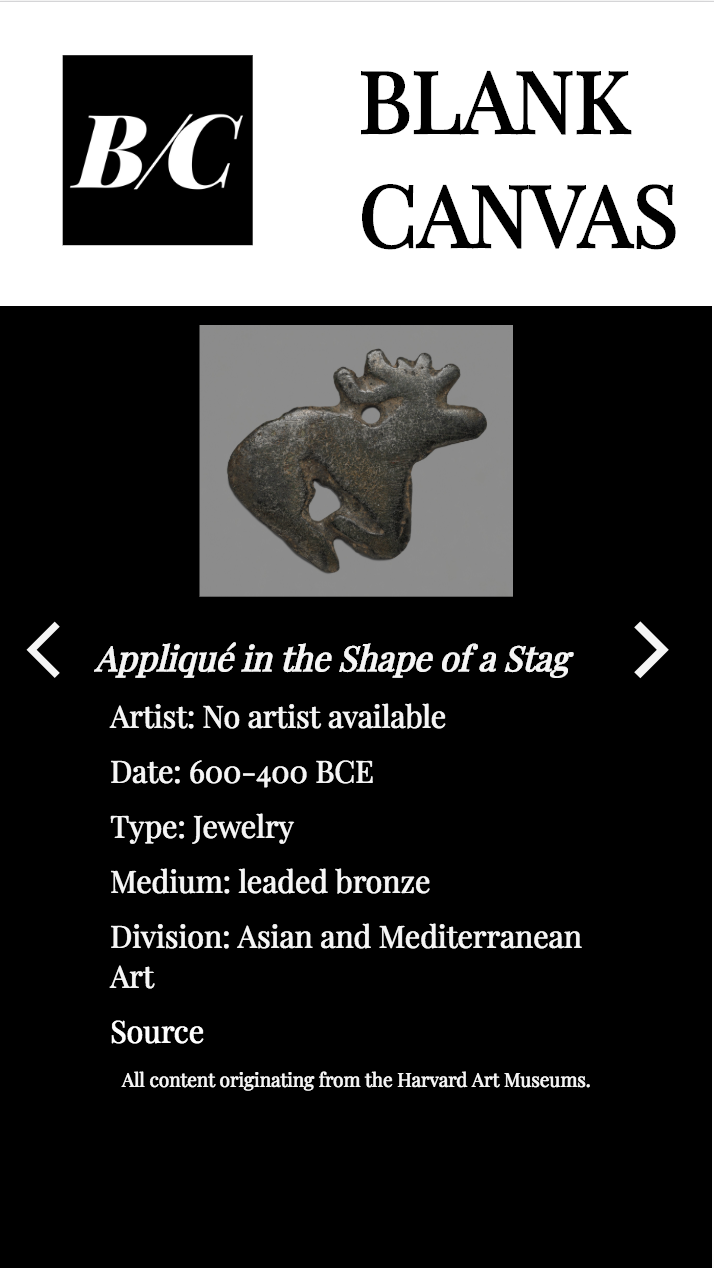 B/C
BLANK
CANVAS
Appliqué in the Shape of a Stag
Artist: No artist available
Date: 600-400 BCE
Type: Jewelry
Medium: leaded bronze
Division: Asian and Mediterranean
Art
Source
All content originating from the Harvard Art Museums.